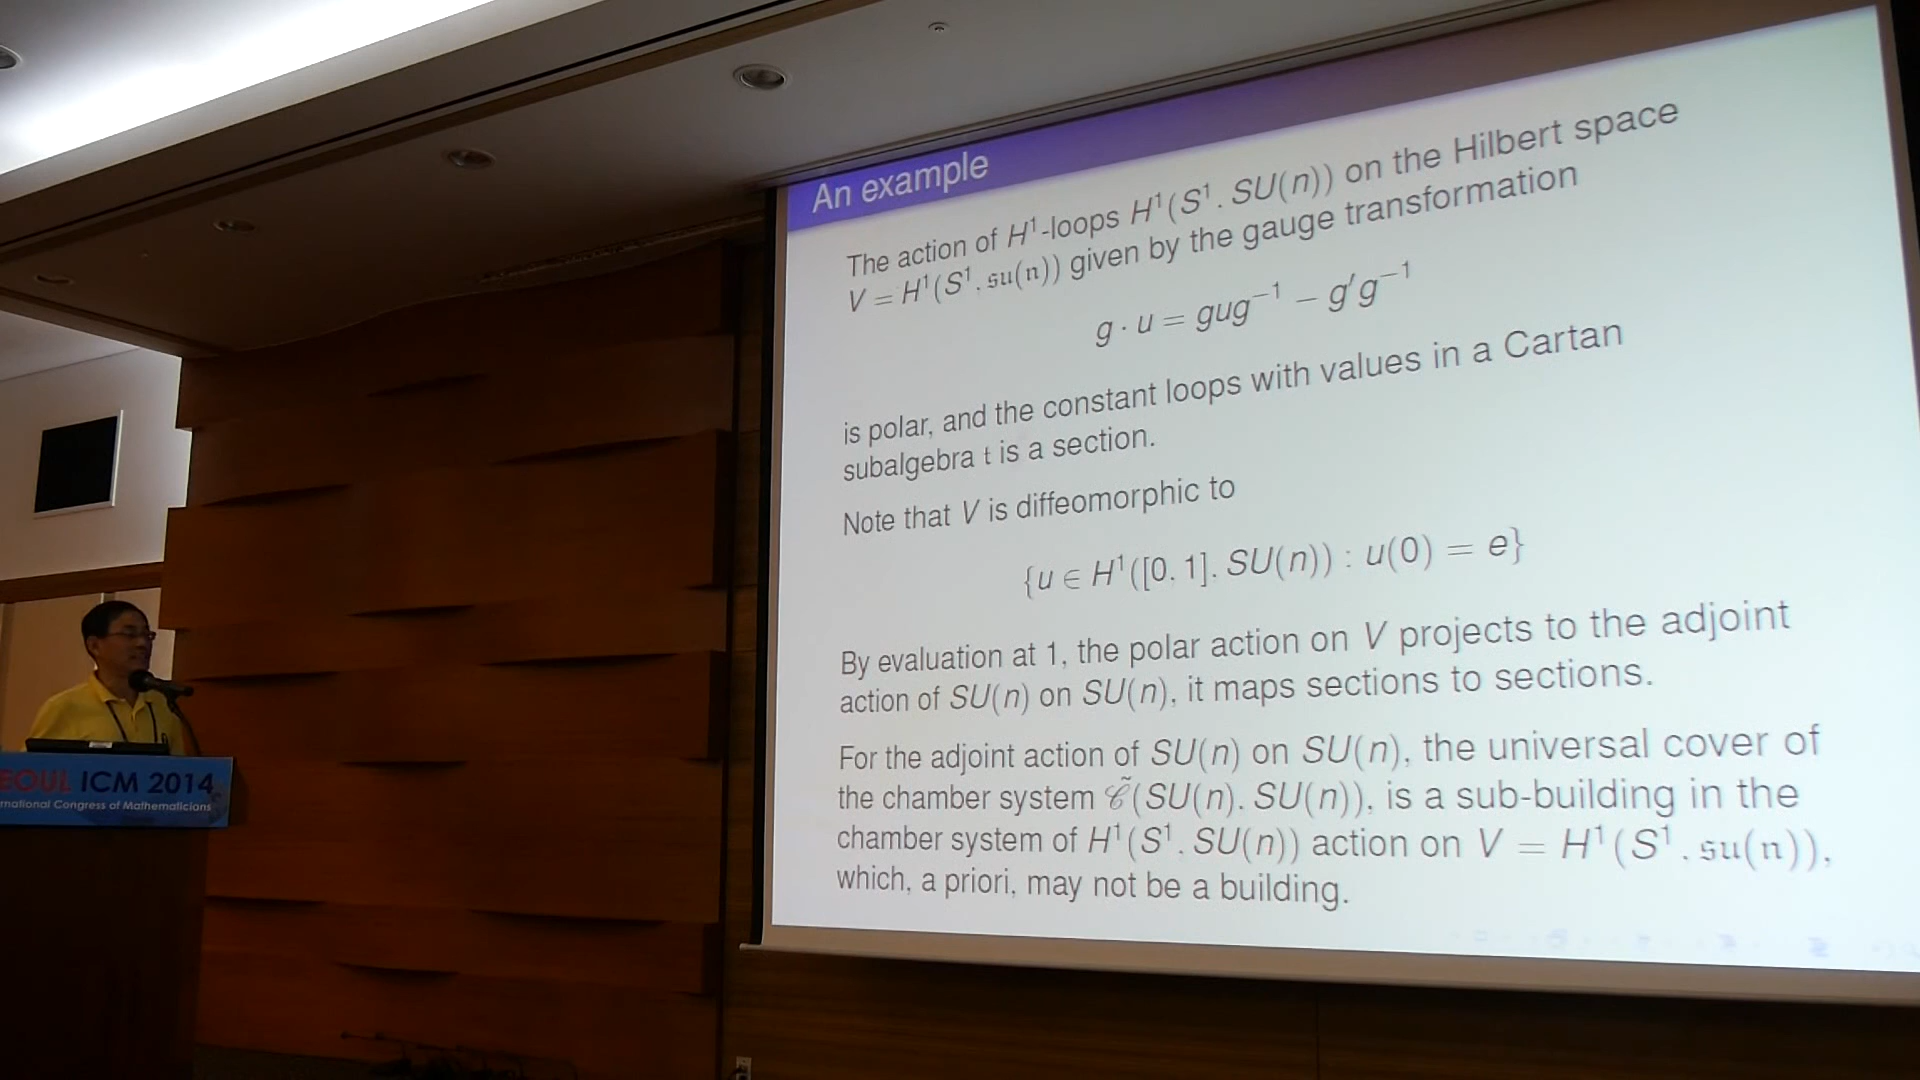 An example
The action of H¹-loops H¹(S¹, SU(n)) on the Hilbert space
V = H¹(S¹, 𝔰𝔲(𝔫)) given by the gauge transformation
g · u = gug⁻¹ − g′g⁻¹
is polar, and the constant loops with values in a Cartan
subalgebra 𝔱 is a section.
Note that V is diffeomorphic to
{u ∈ H¹([0, 1], SU(n)) : u(0) = e}
By evaluation at 1, the polar action on V projects to the adjoint
action of SU(n) on SU(n), it maps sections to sections.
For the adjoint action of SU(n) on SU(n), the universal cover of
the chamber system 𝒞̃(SU(n), SU(n)), is a sub-building in the
chamber system of H¹(S¹, SU(n)) action on V = H¹(S¹, 𝔰𝔲(𝔫)),
which, a priori, may not be a building.
EOUL ICM 2014
rnational Congress of Mathematicians